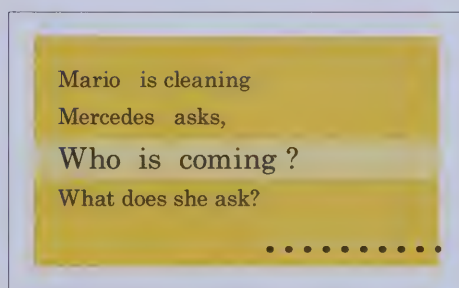 Mario is cleaning
Mercedes asks,
Who is coming ?
What does she ask?
..........